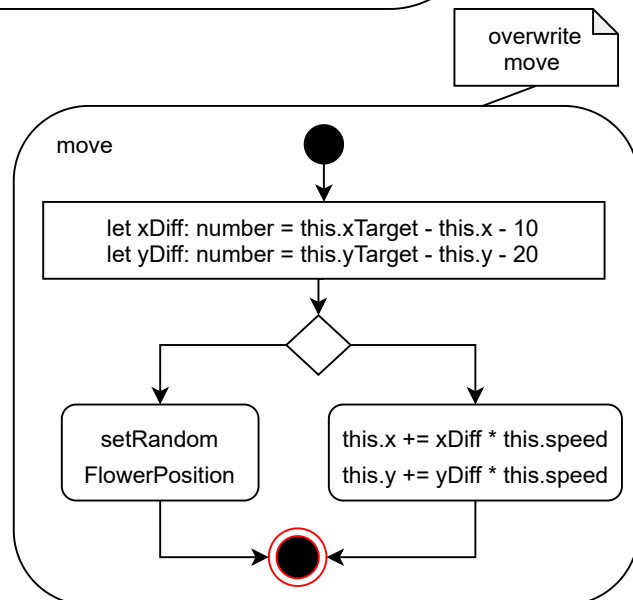 overwrite
move
move
let xDiff: number = this.xTarget - this.x - 10
let yDiff: number = this.yTarget - this.y - 20
setRandom
FlowerPosition
this.x += xDiff * this.speed
this.y += yDiff * this.speed